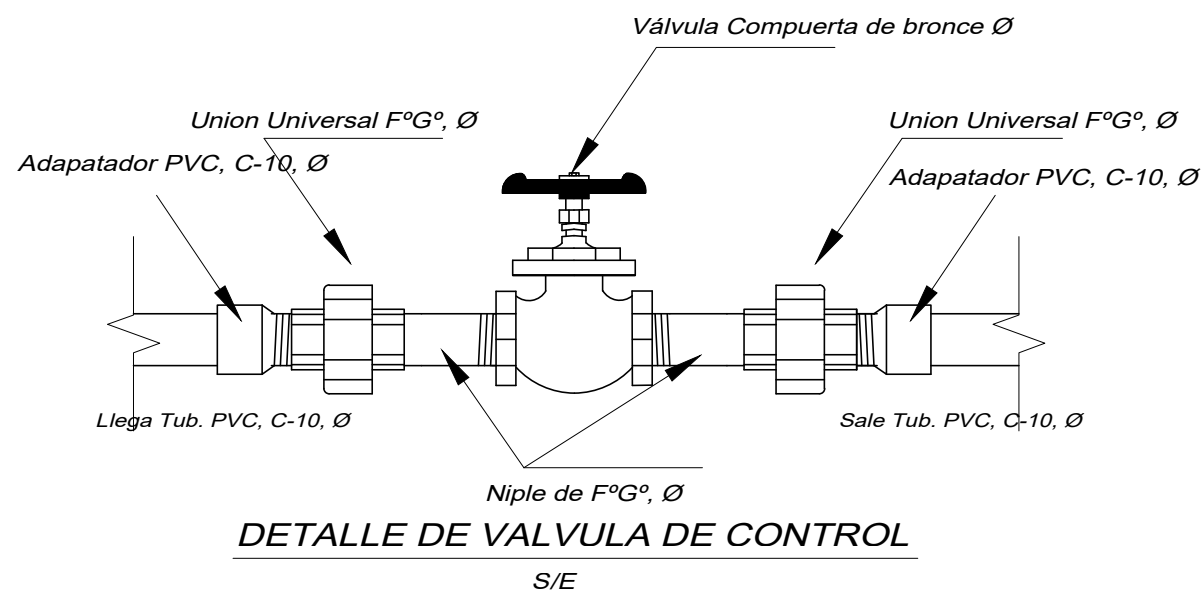 Válvula Compuerta de bronce Ø
Union Universal FºGº, Ø
Union Universal FºGº, Ø
Adapatador PVC, C-10, Ø
Adapatador PVC, C-10, Ø
Llega Tub. PVC, C-10, Ø
Sale Tub. PVC, C-10, Ø
Niple de FºGº, Ø
DETALLE DE VALVULA DE CONTROL
S/E